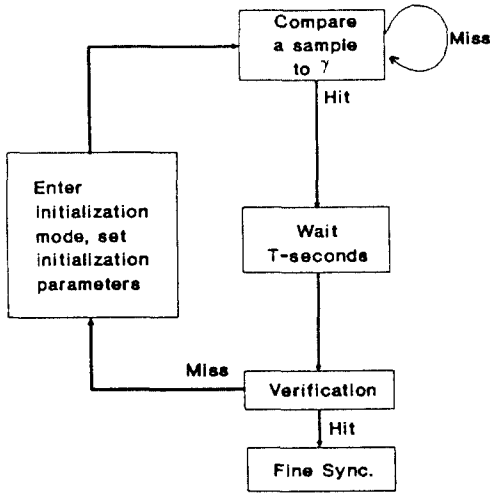 Compare
a sample
to γ
Miss
Hit
Enter
initialization
mode, set
initialization
parameters
Wait
T-seconds
Miss
Verification
Hit
Fine Sync.